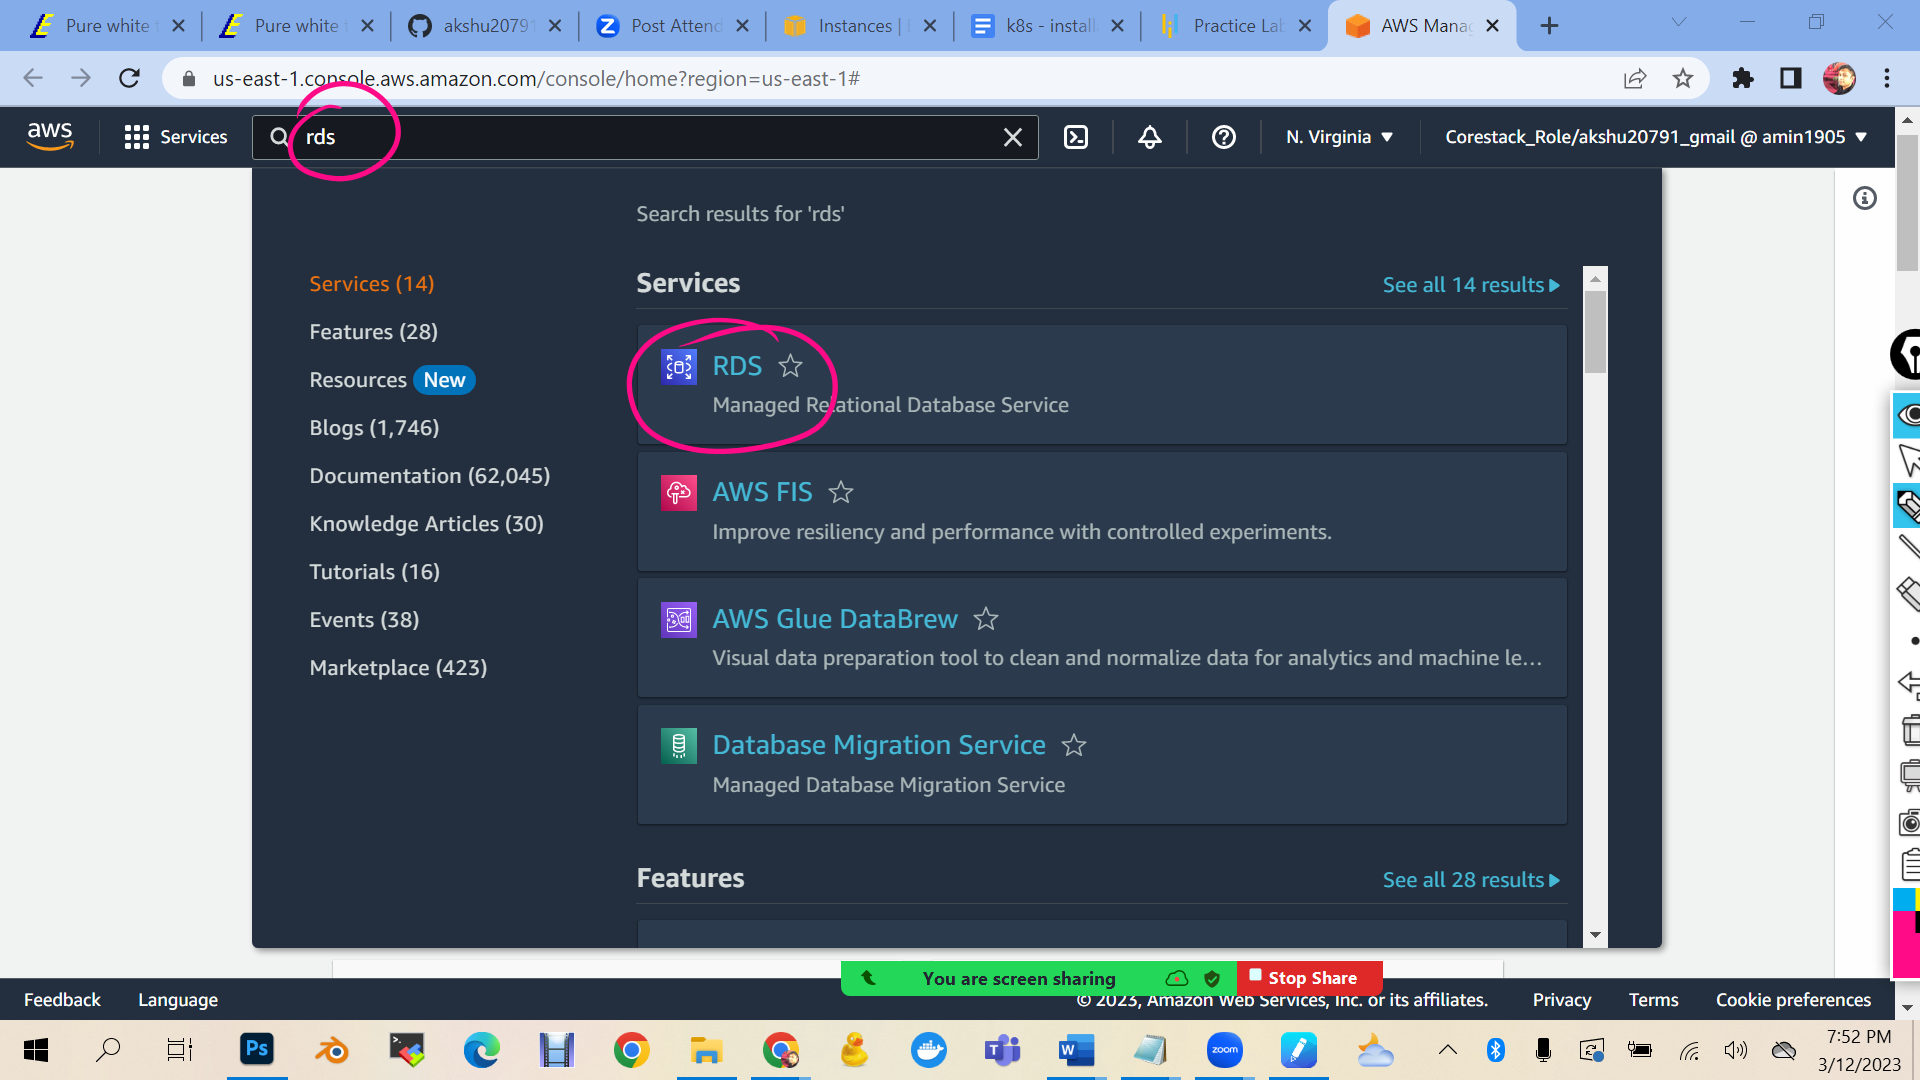 Pure white
Pure white
akshu20791
Post Attend
Instances |
k8s - install
Practice Lab
AWS Manag
us-east-1.console.aws.amazon.com/console/home?region=us-east-1#
aws
Services
rds
N. Virginia
Corestack_Role/akshu20791_gmail @ amin1905
Search results for 'rds'
Services (14)
Features (28)
Resources New
Blogs (1,746)
Documentation (62,045)
Knowledge Articles (30)
Tutorials (16)
Events (38)
Marketplace (423)
Services
See all 14 results
RDS
Managed Relational Database Service
AWS FIS
Improve resiliency and performance with controlled experiments.
AWS Glue DataBrew
Visual data preparation tool to clean and normalize data for analytics and machine le...
Database Migration Service
Managed Database Migration Service
Features
See all 28 results
You are screen sharing
Stop Share
Feedback
Language
© 2023, Amazon Web Services, Inc. or its affiliates.
Privacy
Terms
Cookie preferences
Ps
W
zoom
7:52 PM
3/12/2023